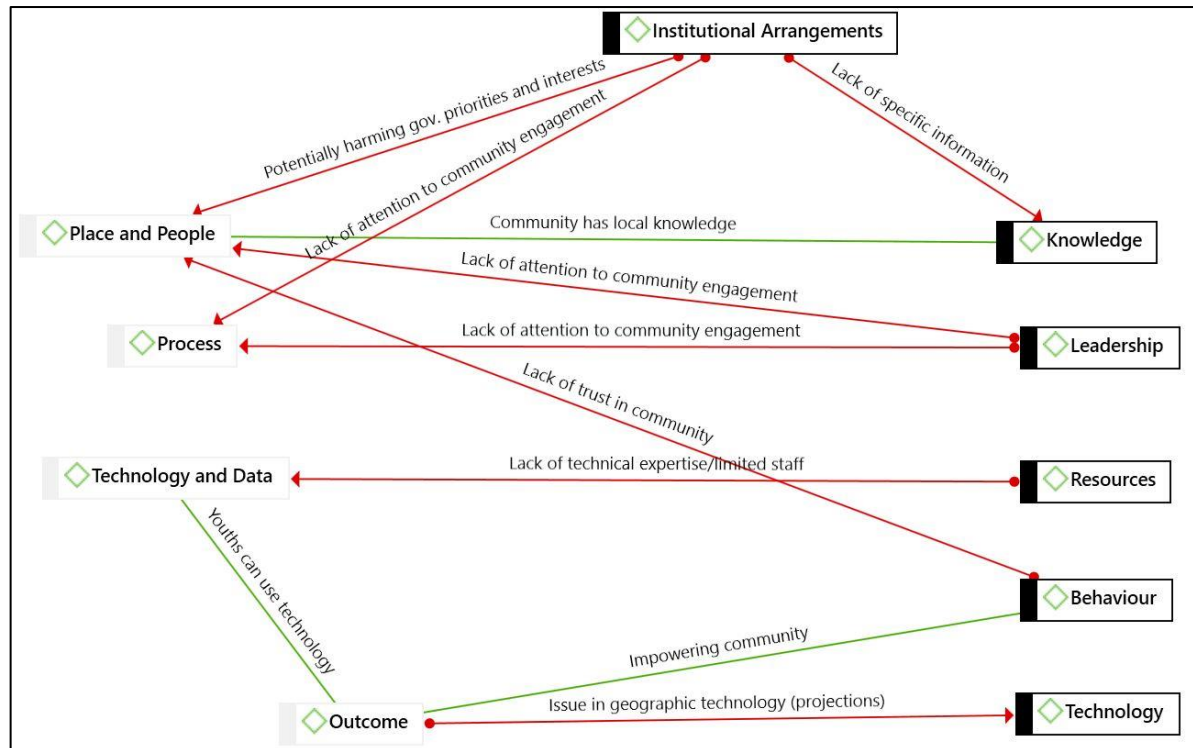 Institutional Arrangements
Potentially harming gov. priorities and interests
Lack of attention to community engagement
Lack of specific information
Place and People
Community has local knowledge
Knowledge
Lack of attention to community engagement
Process
Lack of attention to community engagement
Leadership
Lack of trust in community
Technology and Data
Lack of technical expertise/limited staff
Resources
Youths can use technology
Behaviour
Impowering community
Outcome
Issue in geographic technology (projections)
Technology